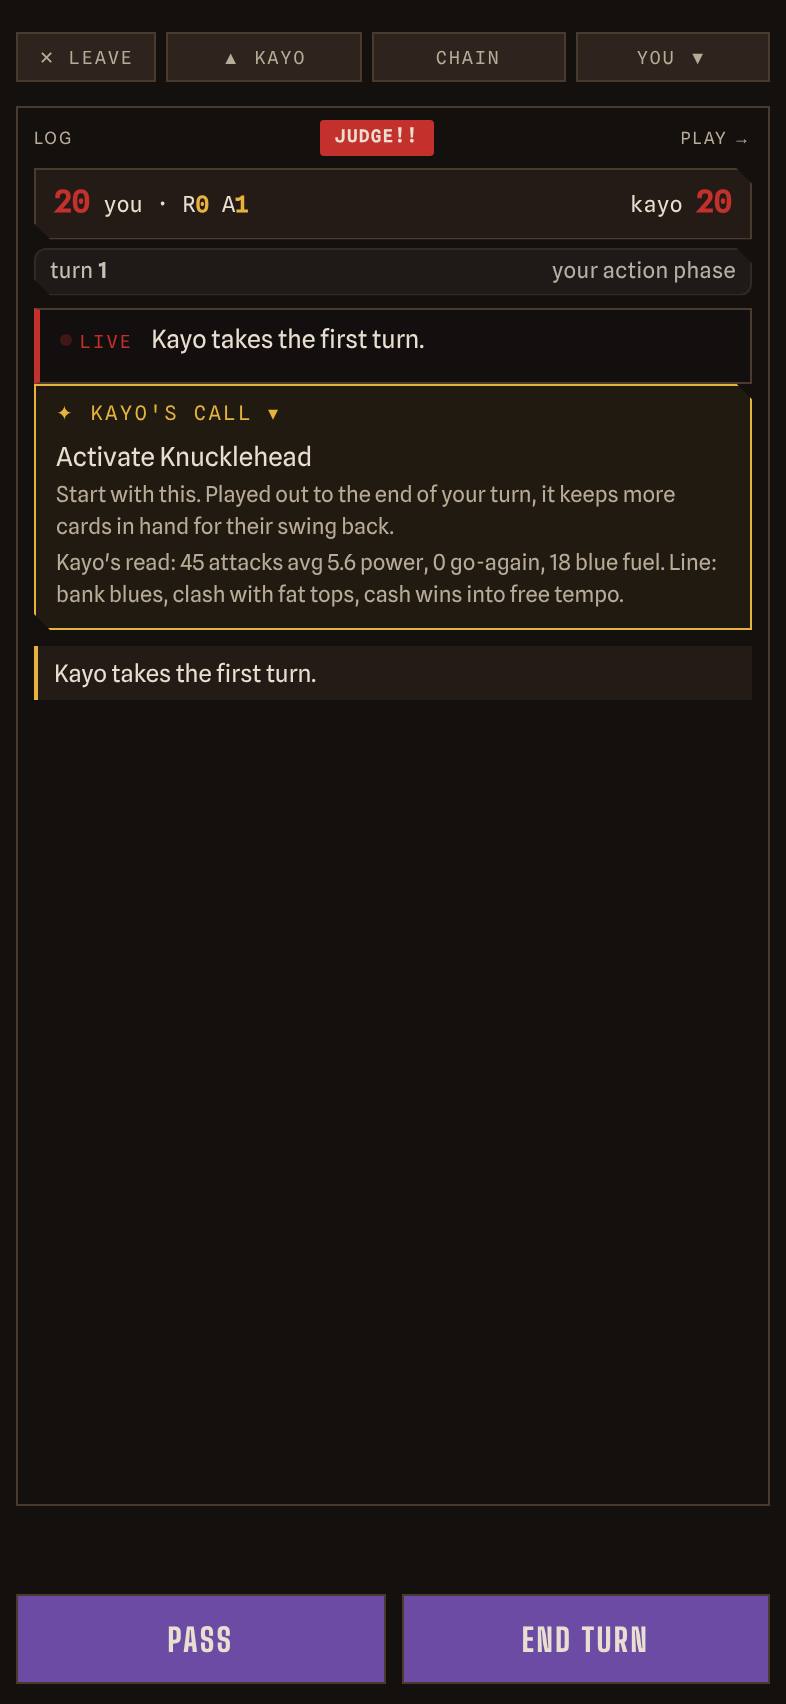 ✕ LEAVE ▲ KAYO CHAIN YOU ▼
LOG JUDGE!! PLAY →
20 you · R0 A1 kayo 20
turn 1 your action phase
LIVE Kayo takes the first turn.
✦ KAYO'S CALL ▼
Activate Knucklehead
Start with this. Played out to the end of your turn, it keeps more
cards in hand for their swing back.
Kayo's read: 45 attacks avg 5.6 power, 0 go-again, 18 blue fuel. Line:
bank blues, clash with fat tops, cash wins into free tempo.
Kayo takes the first turn.
PASS END TURN